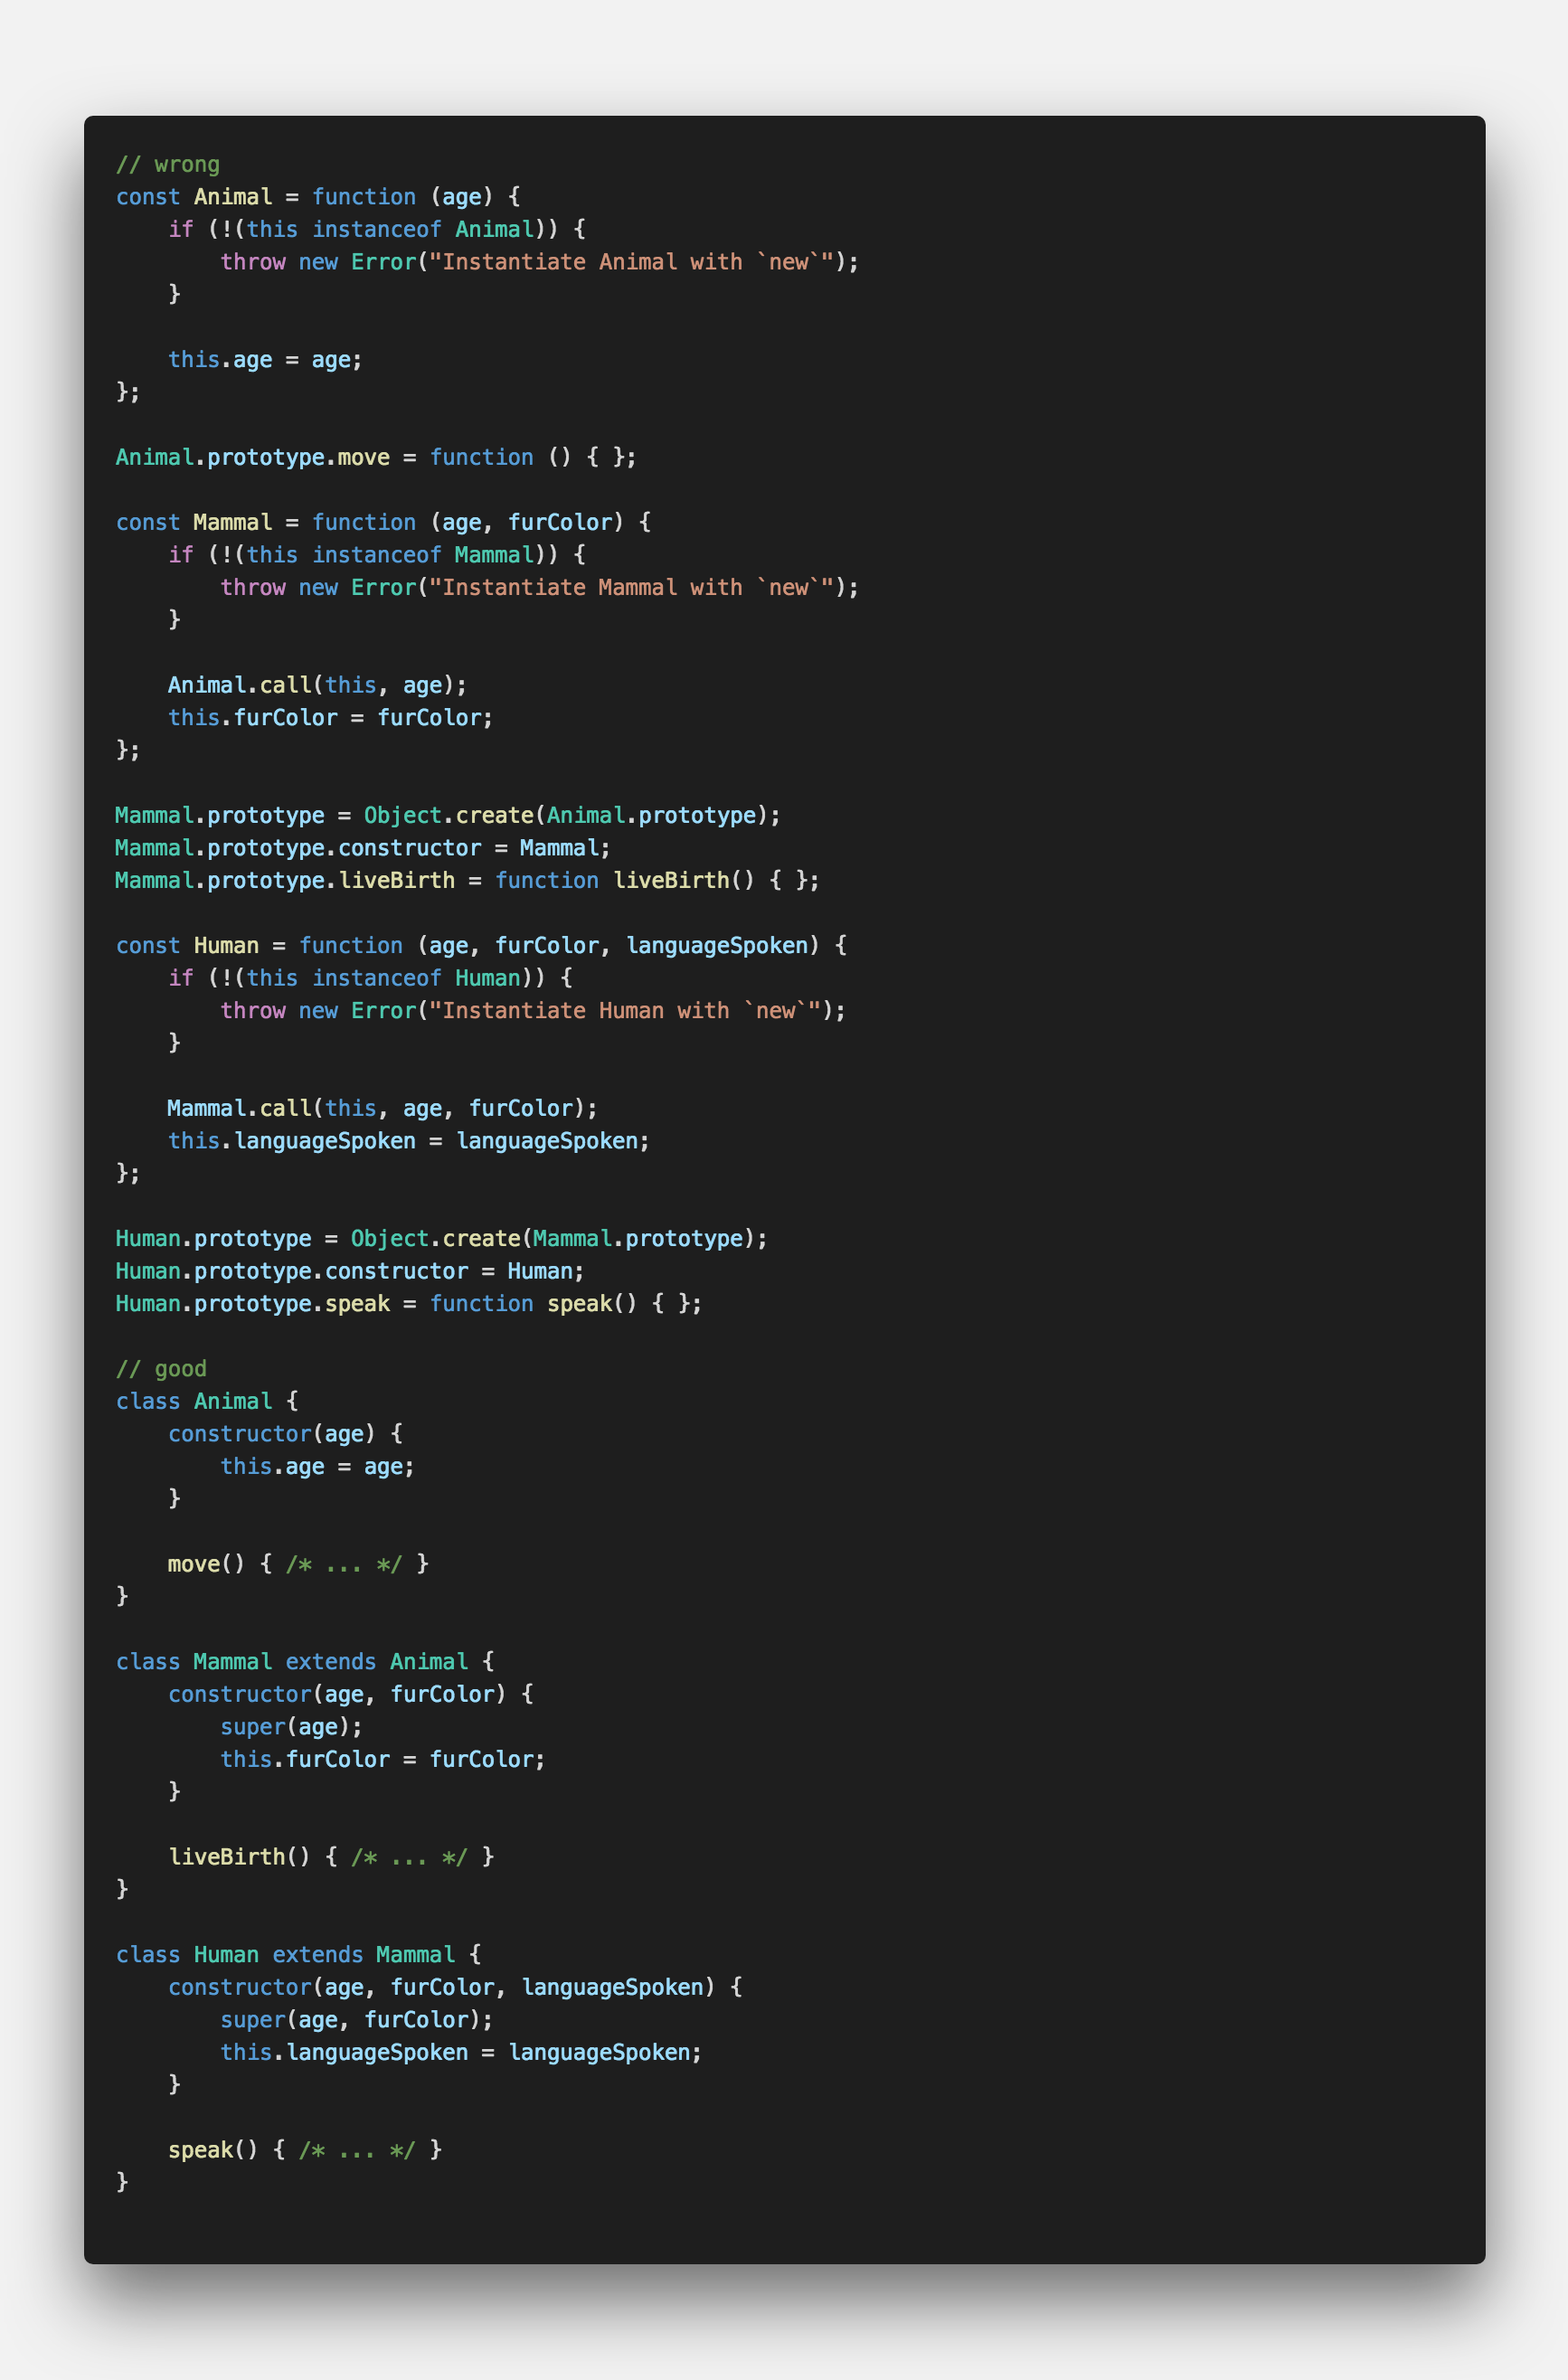 // wrong
const Animal = function (age) {
    if (!(this instanceof Animal)) {
        throw new Error("Instantiate Animal with `new`");
    }

    this.age = age;
};

Animal.prototype.move = function () { };

const Mammal = function (age, furColor) {
    if (!(this instanceof Mammal)) {
        throw new Error("Instantiate Mammal with `new`");
    }

    Animal.call(this, age);
    this.furColor = furColor;
};

Mammal.prototype = Object.create(Animal.prototype);
Mammal.prototype.constructor = Mammal;
Mammal.prototype.liveBirth = function liveBirth() { };

const Human = function (age, furColor, languageSpoken) {
    if (!(this instanceof Human)) {
        throw new Error("Instantiate Human with `new`");
    }

    Mammal.call(this, age, furColor);
    this.languageSpoken = languageSpoken;
};

Human.prototype = Object.create(Mammal.prototype);
Human.prototype.constructor = Human;
Human.prototype.speak = function speak() { };

// good
class Animal {
    constructor(age) {
        this.age = age;
    }

    move() { /* ... */ }
}

class Mammal extends Animal {
    constructor(age, furColor) {
        super(age);
        this.furColor = furColor;
    }

    liveBirth() { /* ... */ }
}

class Human extends Mammal {
    constructor(age, furColor, languageSpoken) {
        super(age, furColor);
        this.languageSpoken = languageSpoken;
    }

    speak() { /* ... */ }
}